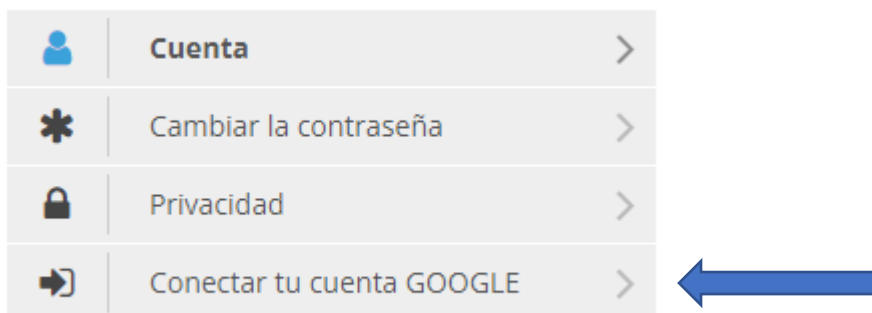 Cuenta
Cambiar la contraseña
Privacidad
Conectar tu cuenta GOOGLE